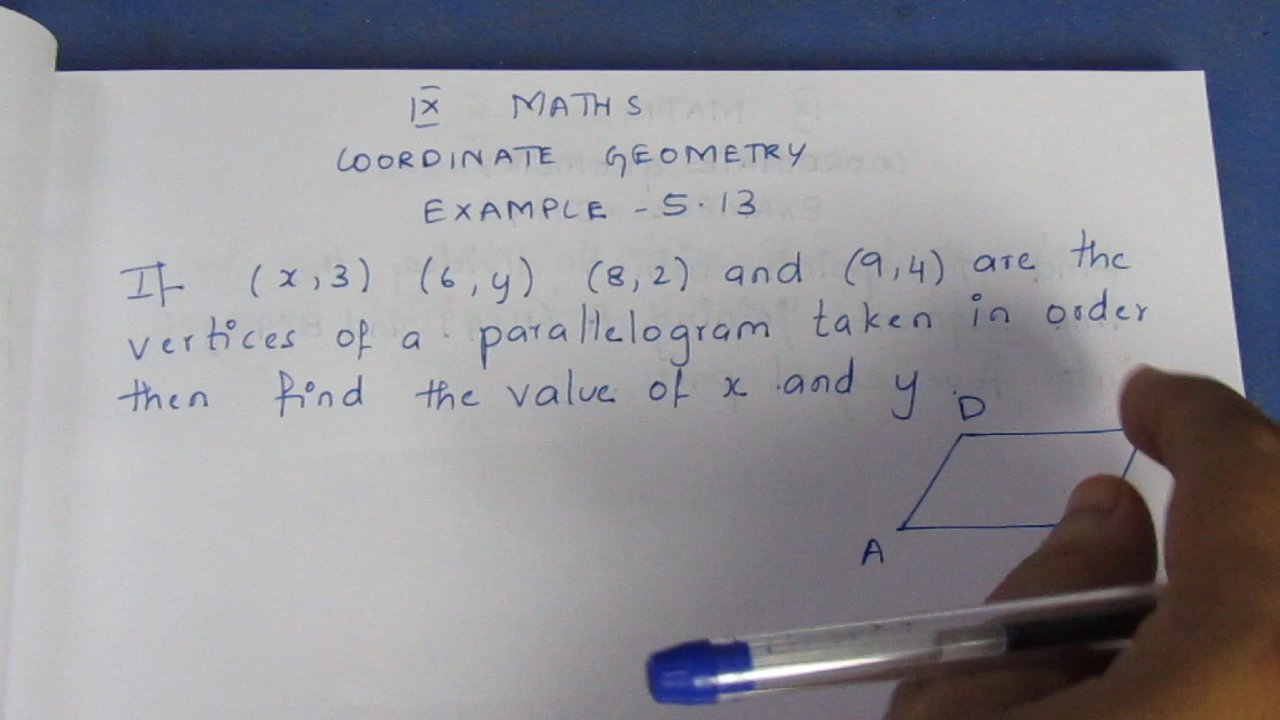 IX MATHS
COORDINATE GEOMETRY
EXAMPLE - 5.13
If (x,3) (6,y) (8,2) and (9,4) are the
vertices of a parallelogram taken in order
then find the value of x and y.
D
A